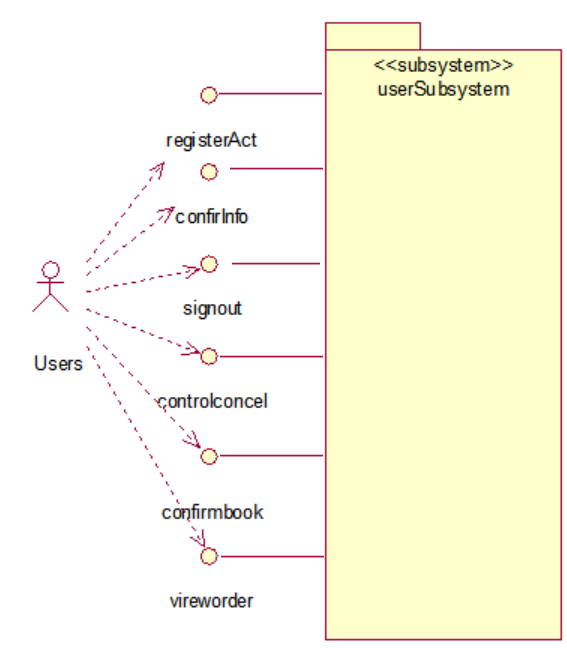 <<subsystem>>
userSubsystem
registerAct
confirInfo
signout
Users
controlconcel
confirmbook
vireworder